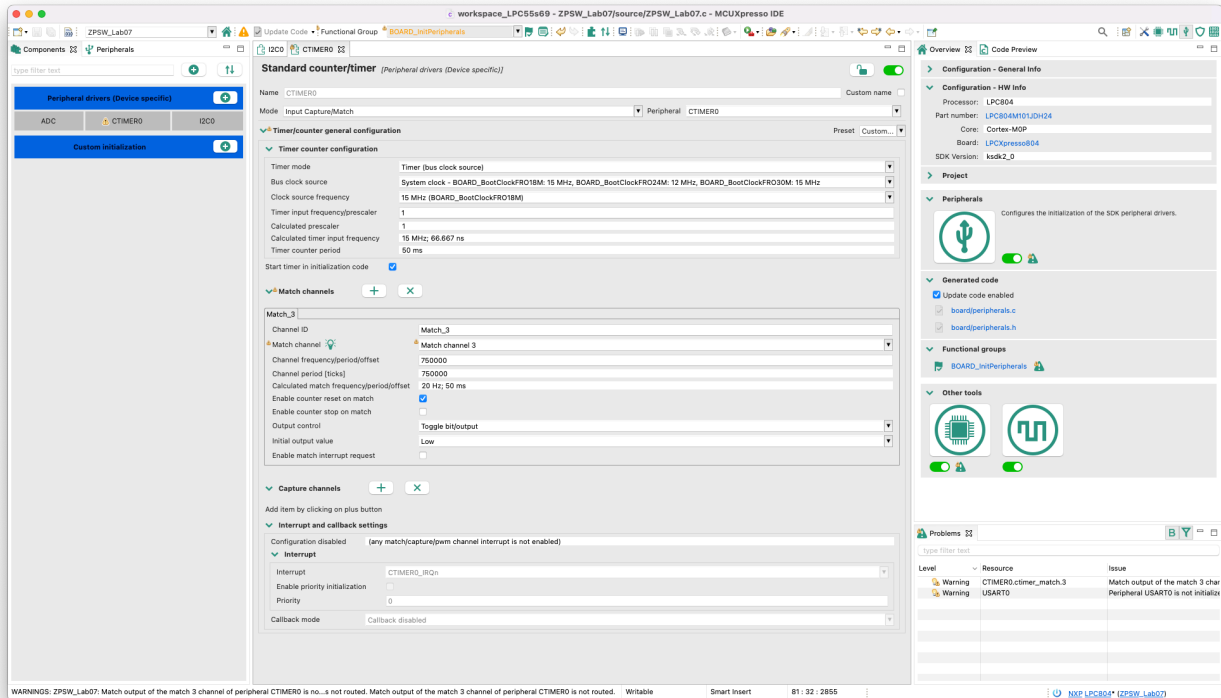 workspace_LPC55s69 - ZPSW_Lab07/source/ZPSW_Lab07.c - MCUXpresso IDE
ZPSW_Lab07 Update Code Functional Group BOARD_InitPeripherals
Components Peripherals
type filter text
Peripheral drivers (Device specific)
ADC CTIMER0 I2C0
Custom initialization
I2C0 CTIMER0
Standard counter/timer [Peripheral drivers (Device specific)]
Name CTIMER0 Custom name
Mode Input Capture/Match Peripheral CTIMER0
Timer/counter general configuration Preset Custom...
Timer counter configuration
Timer mode Timer (bus clock source)
Bus clock source System clock - BOARD_BootClockFRO18M: 15 MHz, BOARD_BootClockFRO24M: 12 MHz, BOARD_BootClockFRO30M: 15 MHz
Clock source frequency 15 MHz (BOARD_BootClockFRO18M)
Timer input frequency/prescaler 1
Calculated prescaler 1
Calculated timer input frequency 15 MHz; 66.667 ns
Timer counter period 50 ms
Start timer in initialization code
Match channels
Match_3
Channel ID Match_3
Match channel Match channel 3
Channel frequency/period/offset 750000
Channel period [ticks] 750000
Calculated match frequency/period/offset 20 Hz; 50 ms
Enable counter reset on match
Enable counter stop on match
Output control Toggle bit/output
Initial output value Low
Enable match interrupt request
Capture channels
Add item by clicking on plus button
Interrupt and callback settings
Configuration disabled (any match/capture/pwm channel interrupt is not enabled)
Interrupt
Interrupt CTIMER0_IRQn
Enable priority initialization
Priority 0
Callback mode Callback disabled
Overview Code Preview
Configuration - General Info
Configuration - HW Info
Processor: LPC804
Part number: LPC804M101JDH24
Core: Cortex-M0P
Board: LPCXpresso804
SDK Version: ksdk2_0
Project
Peripherals
Configures the initialization of the SDK peripheral drivers.
Generated code
Update code enabled
board/peripherals.c
board/peripherals.h
Functional groups
BOARD_InitPeripherals
Other tools
Problems
B
type filter text
Level Resource Issue
Warning CTIMER0.ctimer_match.3 Match output of the match 3 char
Warning USART0 Peripheral USART0 is not initialize
WARNINGS: ZPSW_Lab07: Match output of the match 3 channel of peripheral CTIMER0 is no...s not routed. Match output of the match 3 channel of peripheral CTIMER0 is not routed. Writable Smart Insert 81 : 32 : 2855 NXP LPC804* (ZPSW_Lab07)